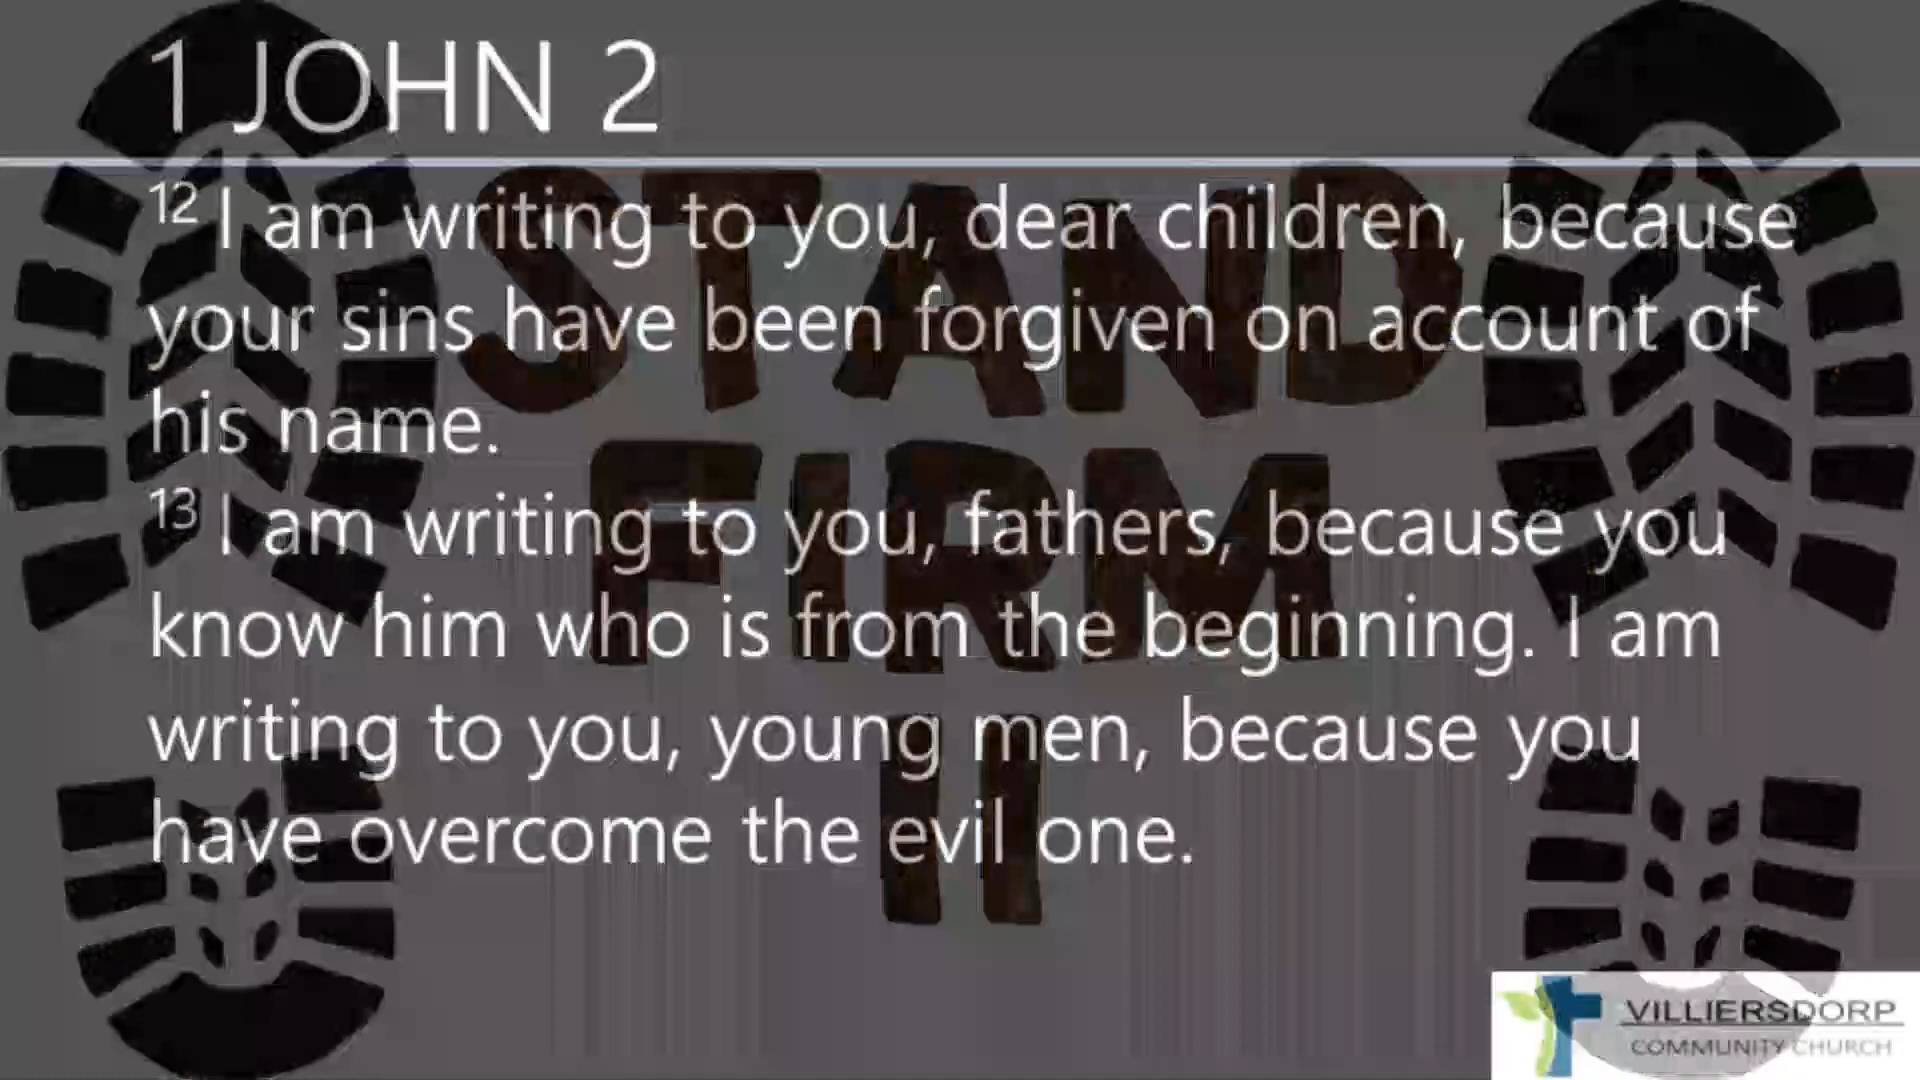 1 JOHN 2
12 I am writing to you, dear children, because
your sins have been forgiven on account of
his name.
13 I am writing to you, fathers, because you
know him who is from the beginning. I am
writing to you, young men, because you
have overcome the evil one.
STAND
FIRM
II
VILLIERSDORP
COMMUNITY CHURCH